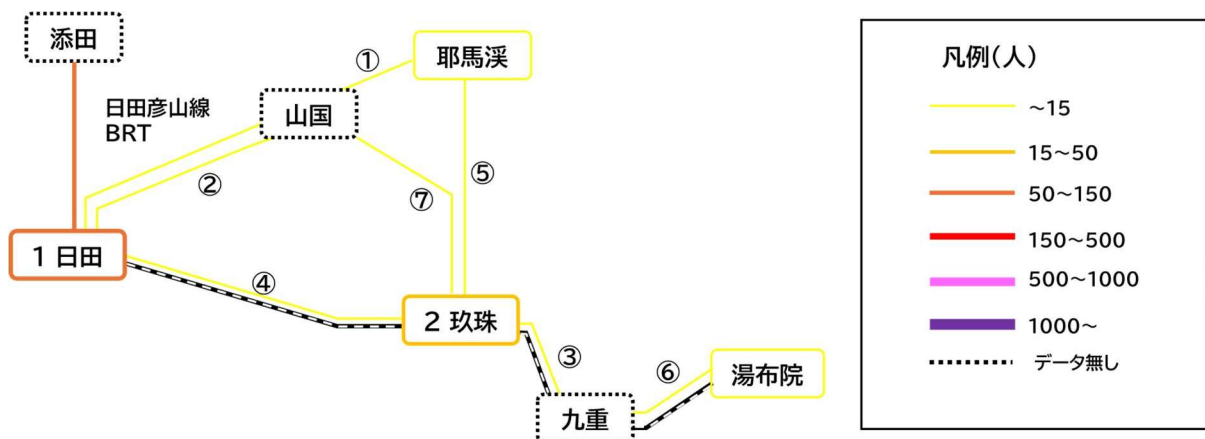 添田
①
耶馬渓
日田彦山線
BRT
山国
②
⑦
⑤
1 日田
④
2 玖珠
③
⑥
湯布院
九重
凡例(人)
~15
15~50
50~150
150~500
500~1000
1000~
データ無し